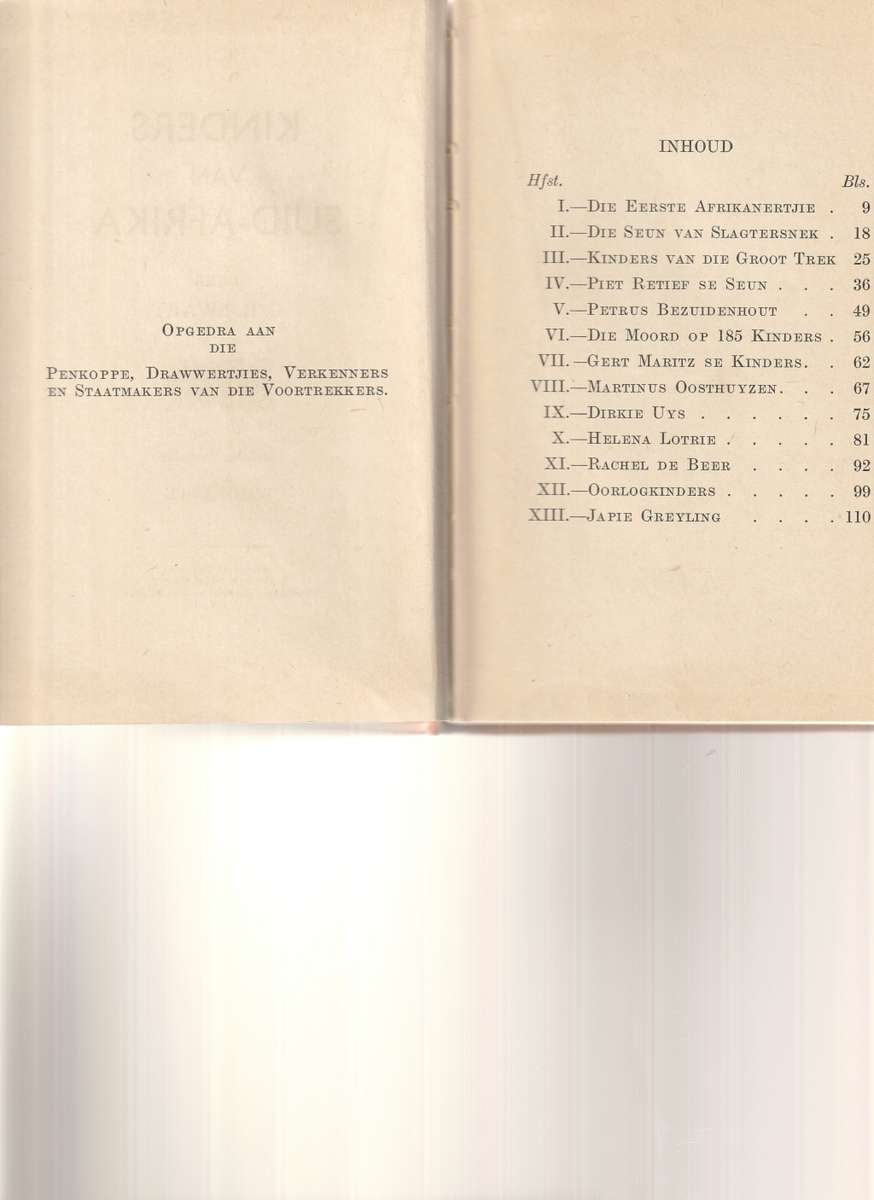 OPGEDRA AAN
DIE
PENKOPPE, DRAWWERTJIES, VERKENNERS
EN STAATMAKERS VAN DIE VOORTREKKERS.
INHOUD
Hfst. Bls.
I.—DIE EERSTE AFRIKANERTJIE . 9
II.—DIE SEUN VAN SLAGTERSNEK . 18
III.—KINDERS VAN DIE GROOT TREK 25
IV.—PIET RETIEF SE SEUN . . . 36
V.—PETRUS BEZUIDENHOUT . . 49
VI.—DIE MOORD OP 185 KINDERS . 56
VII.—GERT MARITZ SE KINDERS. . 62
VIII.—MARTINUS OOSTHUYZEN. . . 67
IX.—DIRKIE UYS . . . . . . 75
X.—HELENA LOTRIE . . . . . 81
XI.—RACHEL DE BEER . . . . 92
XII.—OORLOGKINDERS . . . . . 99
XIII.—JAPIE GREYLING . . . . 110